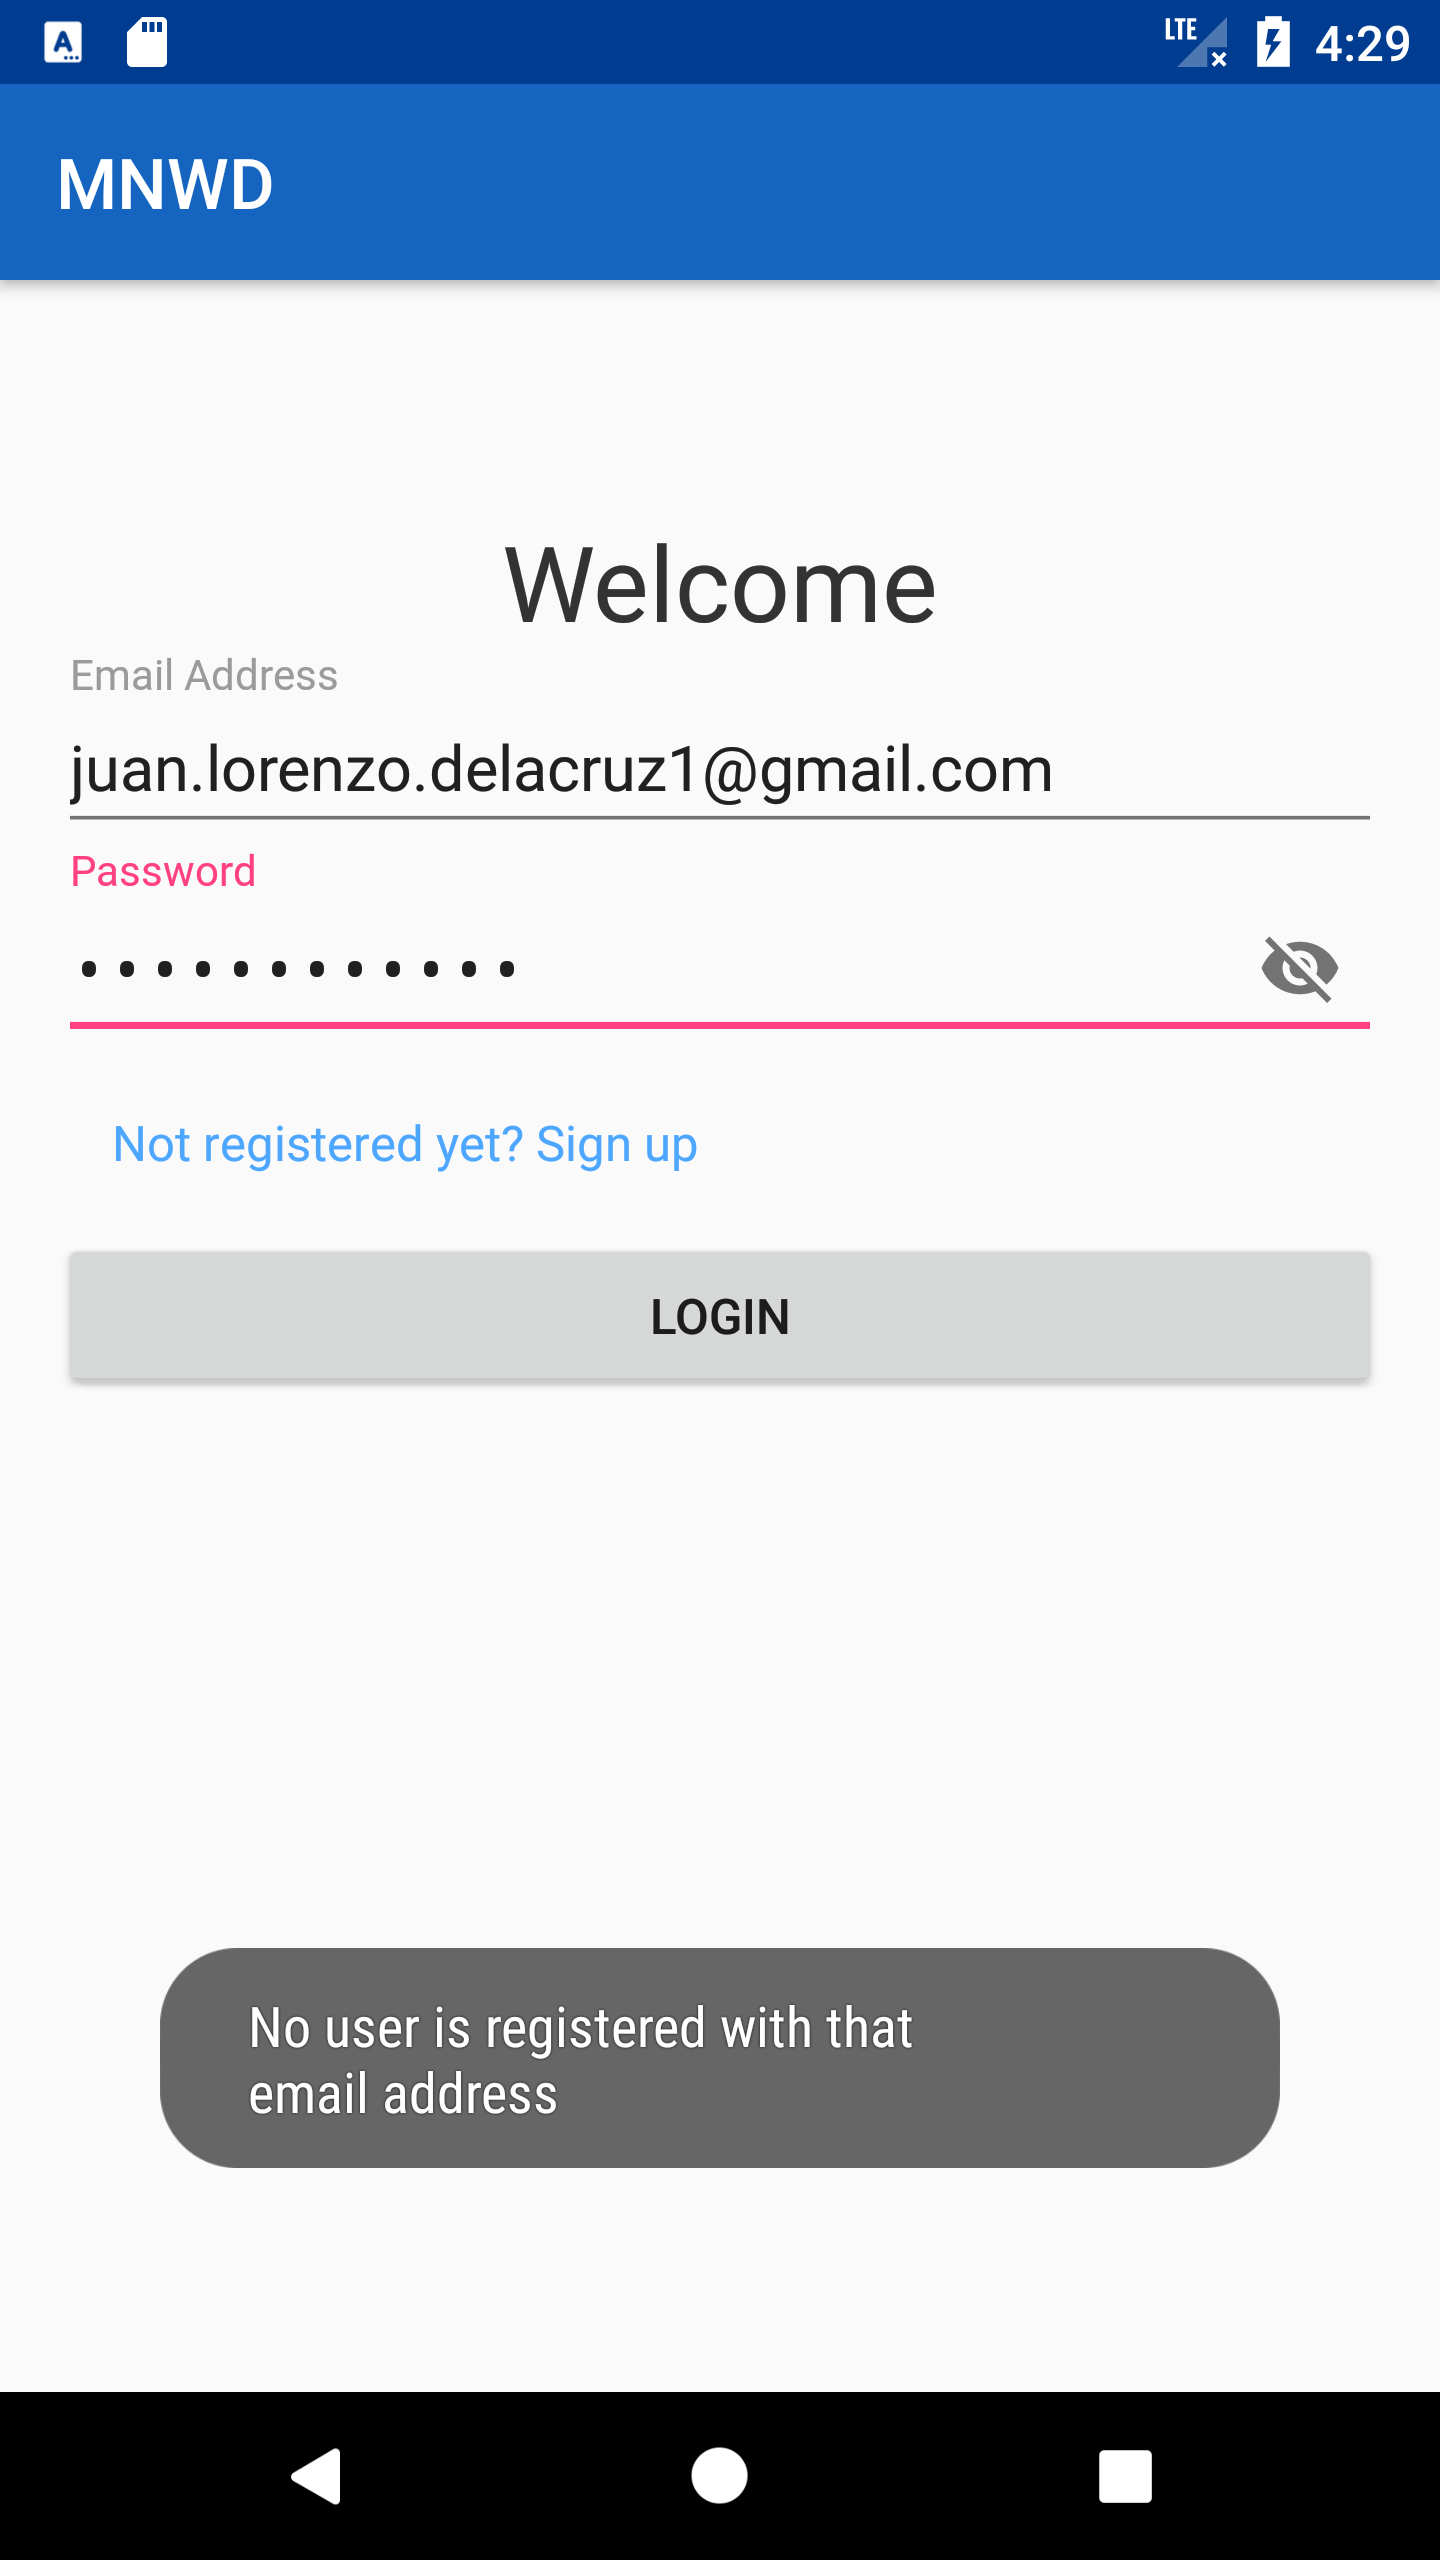 LTE 4:29
MNWD
Welcome
Email Address
juan.lorenzo.delacruz1@gmail.com
Password
Not registered yet? Sign up
LOGIN
No user is registered with that
email address